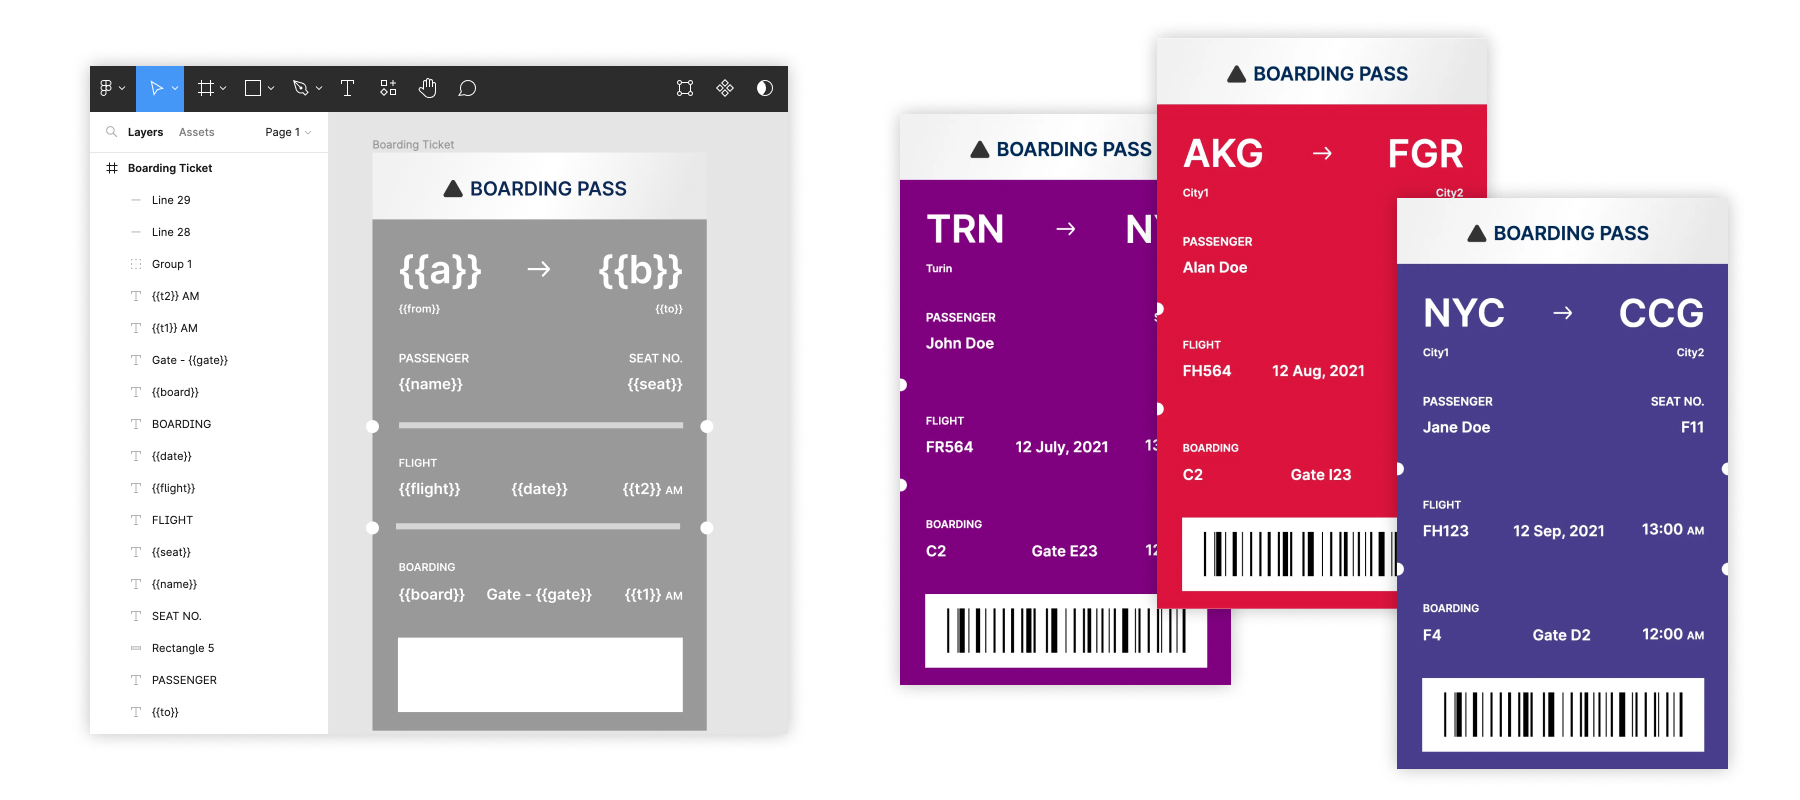 Layers Assets Page 1
Boarding Ticket
Line 29
Line 28
Group 1
{{t2}} AM
{{t1}} AM
Gate - {{gate}}
{{board}}
BOARDING
{{date}}
{{flight}}
FLIGHT
{{seat}}
{{name}}
SEAT NO.
Rectangle 5
PASSENGER
{{to}}
Boarding Ticket
BOARDING PASS
{{a}} → {{b}}
{{from}} {{to}}
PASSENGER SEAT NO.
{{name}} {{seat}}
FLIGHT
{{flight}} {{date}} {{t2}} AM
BOARDING
{{board}} Gate - {{gate}} {{t1}} AM
BOARDING PASS
TRN →
Turin
PASSENGER
John Doe
FLIGHT
FR564 12 July, 2021
BOARDING
C2 Gate E23
BOARDING PASS
AKG → FGR
City1 City2
PASSENGER
Alan Doe
FLIGHT
FH564 12 Aug, 2021
BOARDING
C2 Gate I23
BOARDING PASS
NYC → CCG
City1 City2
PASSENGER SEAT NO.
Jane Doe F11
FLIGHT
FH123 12 Sep, 2021 13:00 AM
BOARDING
F4 Gate D2 12:00 AM